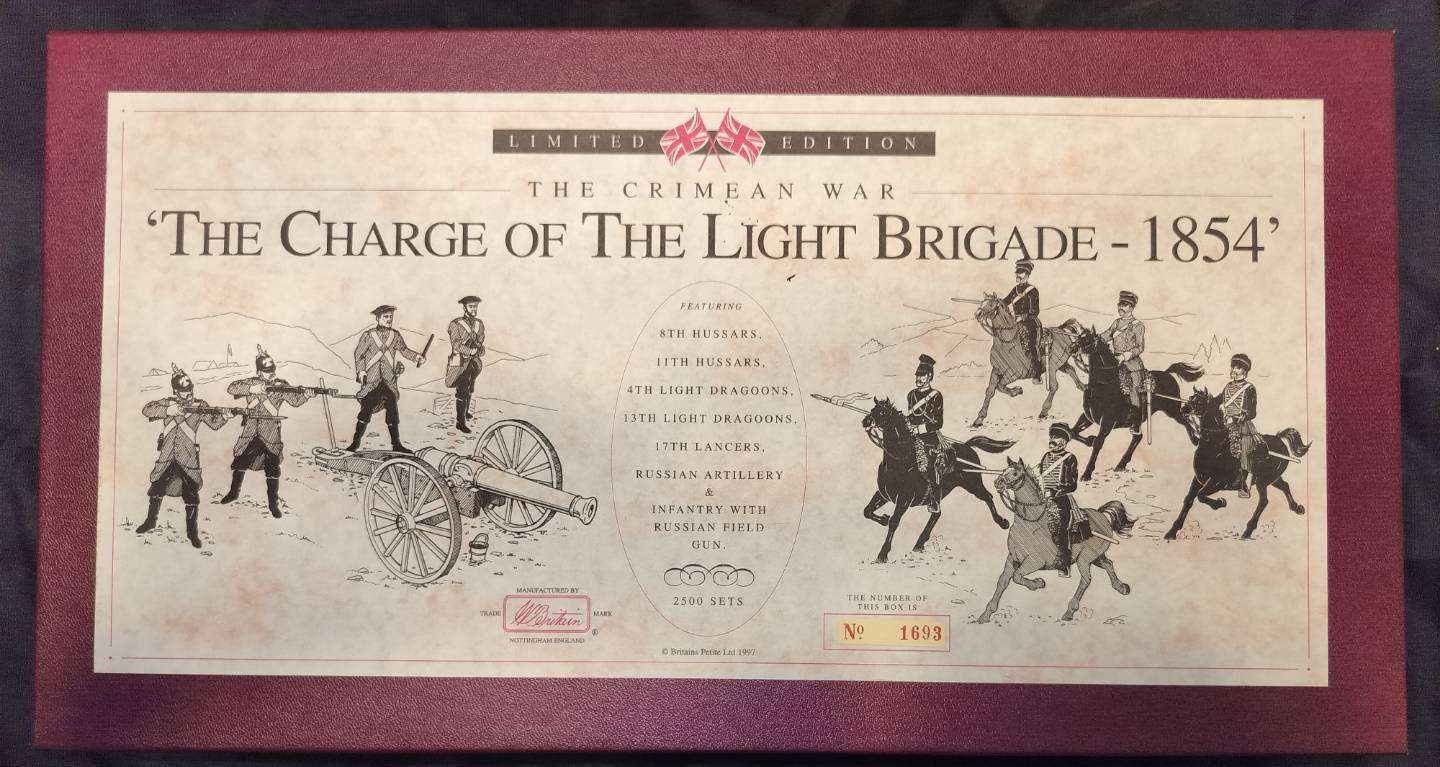 LIMITED EDITION
THE CRIMEAN WAR
‘THE CHARGE OF THE LIGHT BRIGADE - 1854’
FEATURING
8TH HUSSARS,
11TH HUSSARS,
4TH LIGHT DRAGOONS,
13TH LIGHT DRAGOONS,
17TH LANCERS,
RUSSIAN ARTILLERY
&
INFANTRY WITH
RUSSIAN FIELD
GUN.
2500 SETS
MANUFACTURED BY
TRADE WBritain MARK
®
NOTTINGHAM ENGLAND
THE NUMBER OF
THIS BOX IS
No 1693
© Britains Petite Ltd 1997